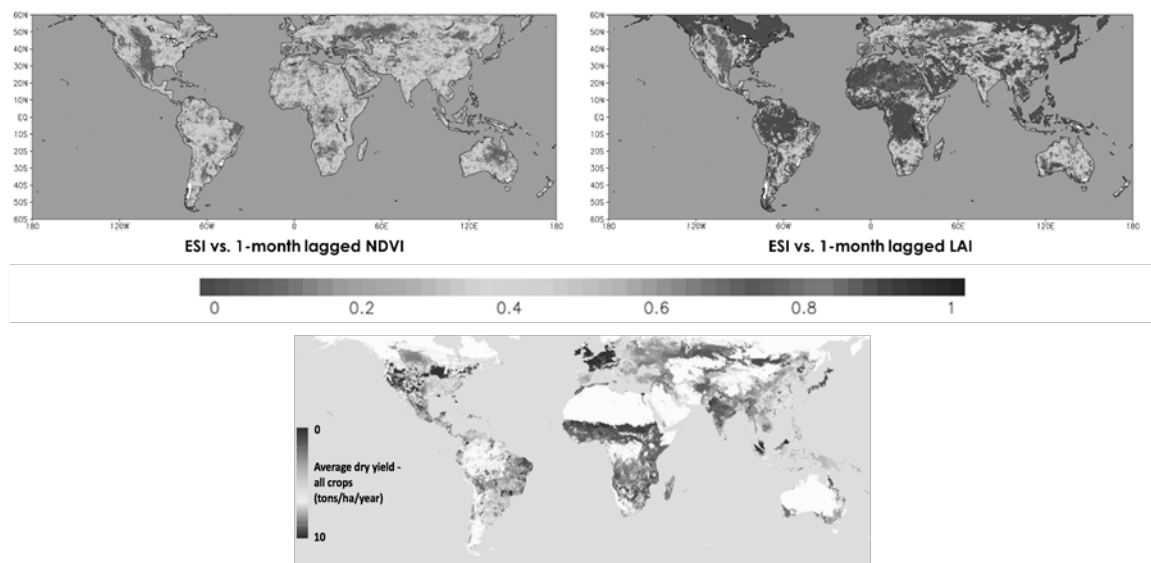 60N
50N
40N
30N
20N
10N
EQ
10S
20S
30S
40S
50S
60S
180 120W 60W 0 60E 120E 180
ESI vs. 1-month lagged NDVI
60N
50N
40N
30N
20N
10N
EQ
10S
20S
30S
40S
50S
60S
180 120W 60W 0 60E 120E 180
ESI vs. 1-month lagged LAI
0 0.2 0.4 0.6 0.8 1
0
Average dry yield -
all crops
(tons/ha/year)
10